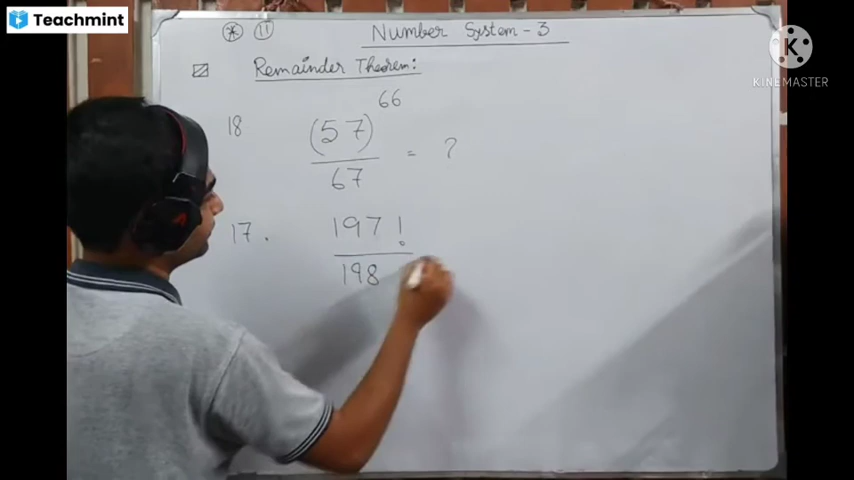 Teachmint
* 11 Number System - 3
Remainder Theorem:
18 (57)^66 / 67 = ?
17. 197! / 198
K
KINEMASTER